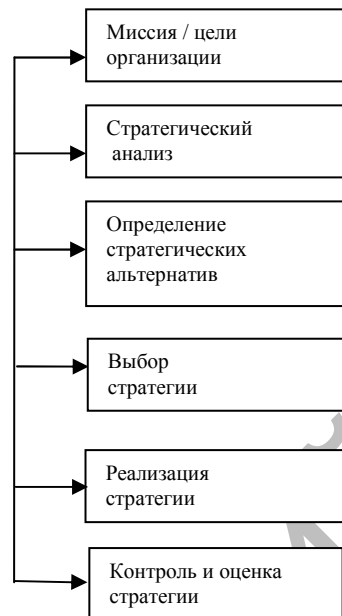 Миссия / цели
организации
Стратегический
анализ
Определение
стратегических
альтернатив
Выбор
стратегии
Реализация
стратегии
Контроль и оценка
стратегии